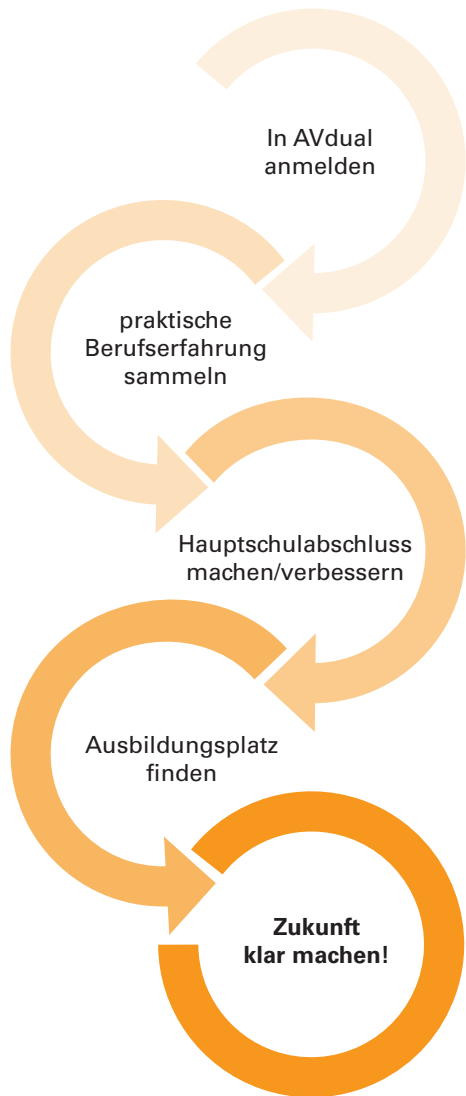 In AVdual
anmelden
praktische
Berufserfahrung
sammeln
Hauptschulabschluss
machen/verbessern
Ausbildungsplatz
finden
Zukunft
klar machen!